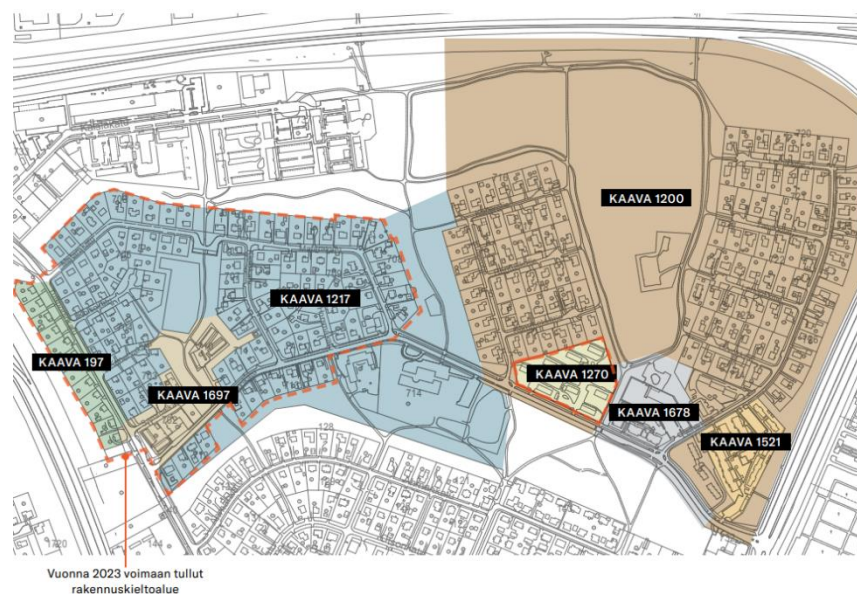 KAAVA 1200
KAAVA 1217
KAAVA 197
KAAVA 1270
KAAVA 1697
KAAVA 1678
KAAVA 1521
714
128
144
Vuonna 2023 voimaan tullut
rakennuskieltoalue